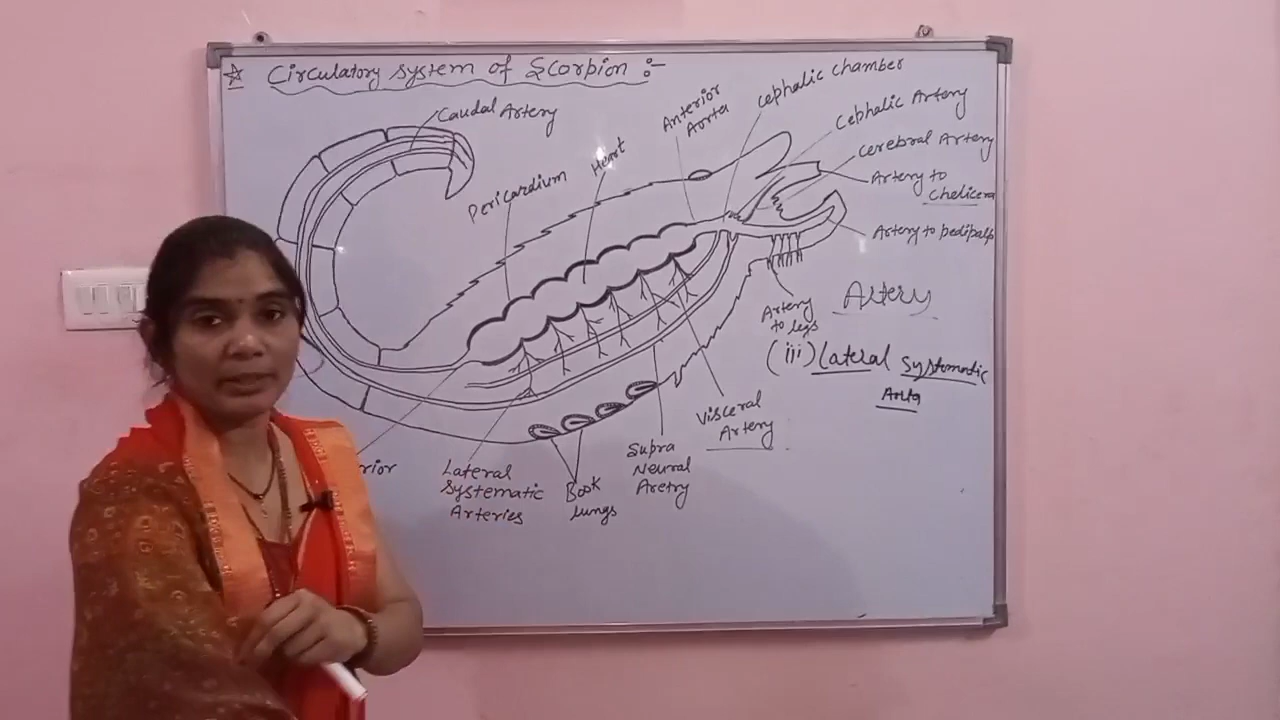 ☆ Circulatory system of Scorpion :-
Caudal Artery
Pericardium
Heart
Anterior
Aorta
cephalic chamber
Cephalic Artery
Cerebral Artery
Artery to
Chelicera
Artery to pedipalps
Artery
to legs
Artery
(iii) Lateral Systematic
Visceral
Artery
Supra
Neural
Aretry
Book
lungs
Lateral
Systematic
Arteries
rior